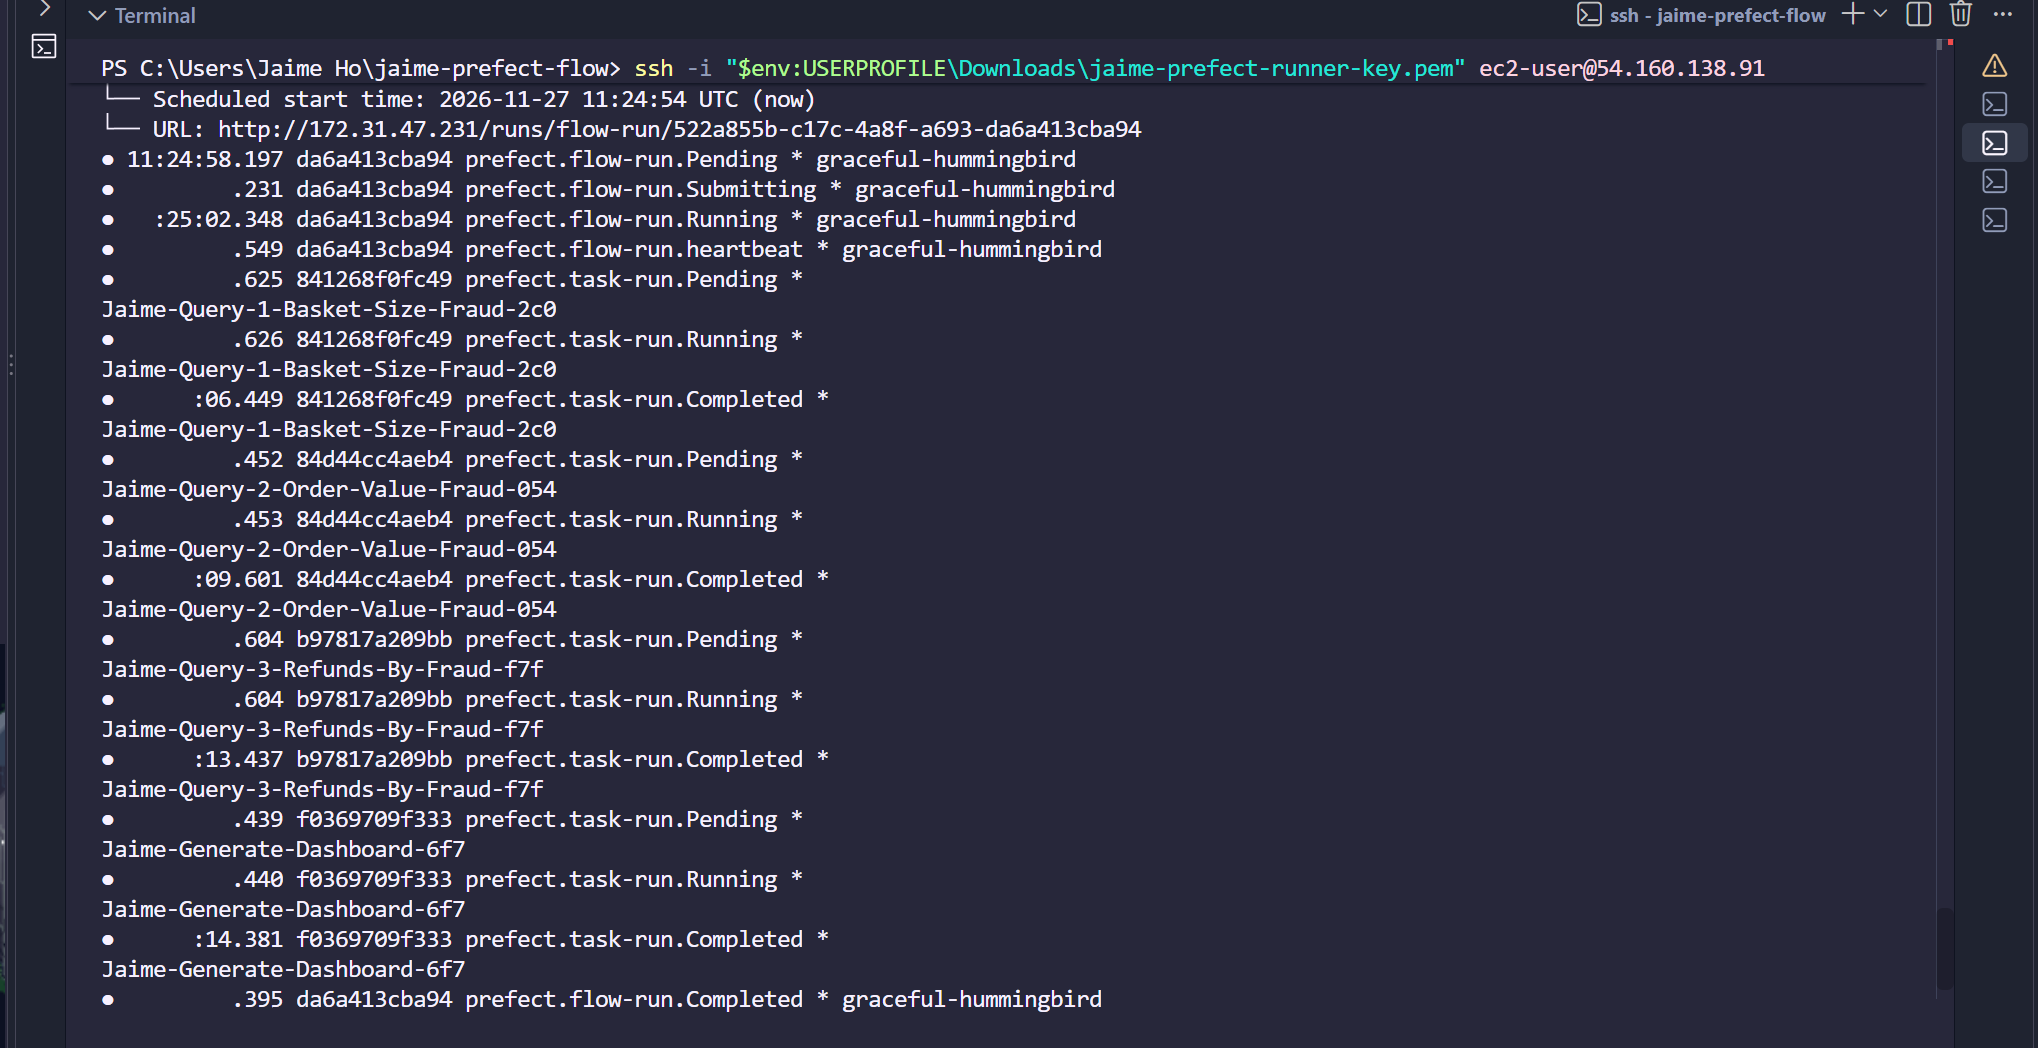 Terminal
ssh - jaime-prefect-flow
PS C:\Users\Jaime Ho\jaime-prefect-flow> ssh -i "$env:USERPROFILE\Downloads\jaime-prefect-runner-key.pem" ec2-user@54.160.138.91
└── Scheduled start time: 2026-11-27 11:24:54 UTC (now)
└── URL: http://172.31.47.231/runs/flow-run/522a855b-c17c-4a8f-a693-da6a413cba94
● 11:24:58.197 da6a413cba94 prefect.flow-run.Pending * graceful-hummingbird
●         .231 da6a413cba94 prefect.flow-run.Submitting * graceful-hummingbird
●   :25:02.348 da6a413cba94 prefect.flow-run.Running * graceful-hummingbird
●         .549 da6a413cba94 prefect.flow-run.heartbeat * graceful-hummingbird
●         .625 841268f0fc49 prefect.task-run.Pending *
Jaime-Query-1-Basket-Size-Fraud-2c0
●         .626 841268f0fc49 prefect.task-run.Running *
Jaime-Query-1-Basket-Size-Fraud-2c0
●      :06.449 841268f0fc49 prefect.task-run.Completed *
Jaime-Query-1-Basket-Size-Fraud-2c0
●         .452 84d44cc4aeb4 prefect.task-run.Pending *
Jaime-Query-2-Order-Value-Fraud-054
●         .453 84d44cc4aeb4 prefect.task-run.Running *
Jaime-Query-2-Order-Value-Fraud-054
●      :09.601 84d44cc4aeb4 prefect.task-run.Completed *
Jaime-Query-2-Order-Value-Fraud-054
●         .604 b97817a209bb prefect.task-run.Pending *
Jaime-Query-3-Refunds-By-Fraud-f7f
●         .604 b97817a209bb prefect.task-run.Running *
Jaime-Query-3-Refunds-By-Fraud-f7f
●      :13.437 b97817a209bb prefect.task-run.Completed *
Jaime-Query-3-Refunds-By-Fraud-f7f
●         .439 f0369709f333 prefect.task-run.Pending *
Jaime-Generate-Dashboard-6f7
●         .440 f0369709f333 prefect.task-run.Running *
Jaime-Generate-Dashboard-6f7
●      :14.381 f0369709f333 prefect.task-run.Completed *
Jaime-Generate-Dashboard-6f7
●         .395 da6a413cba94 prefect.flow-run.Completed * graceful-hummingbird